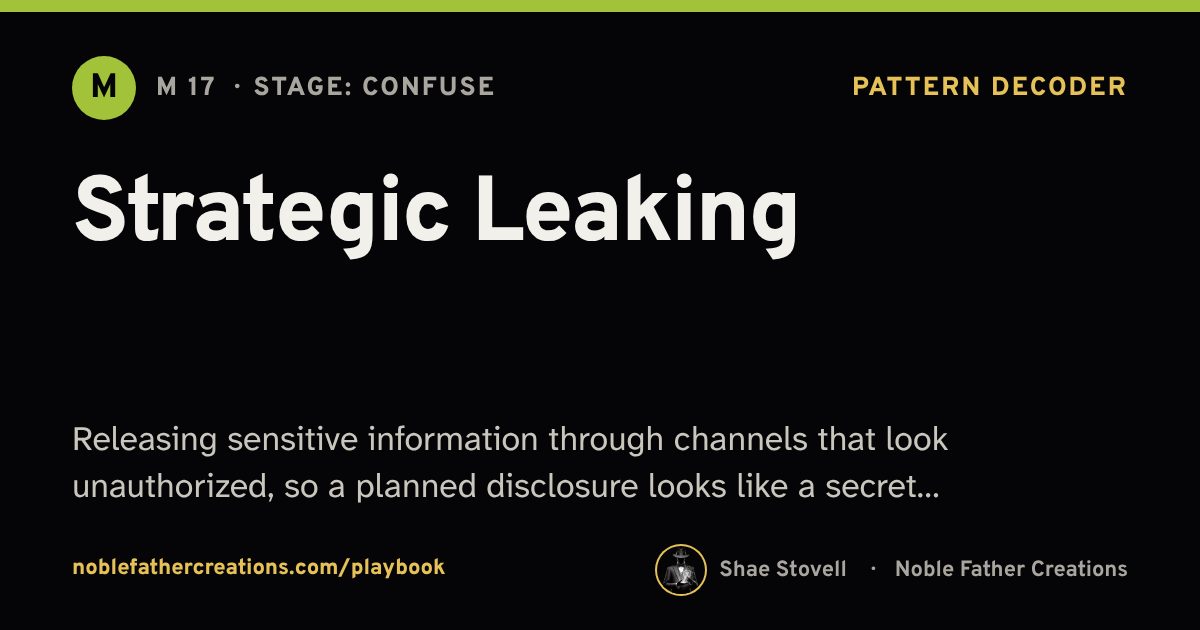 M
M 17 · STAGE: CONFUSE
PATTERN DECODER
Strategic Leaking
Releasing sensitive information through channels that look
unauthorized, so a planned disclosure looks like a secret...
noblefathercreations.com/playbook
Shae Stovell · Noble Father Creations